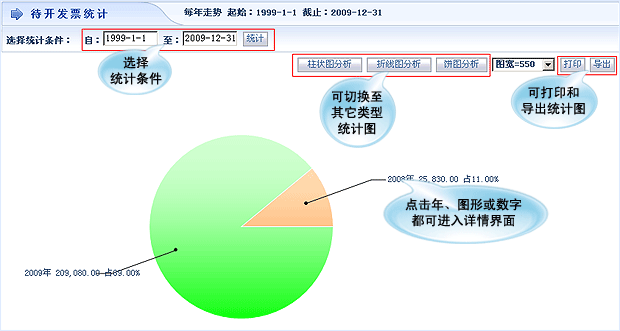 待开发票统计 每年走势 起始：1999-1-1 截止：2009-12-31
选择统计条件： 自： 1999-1-1 至： 2009-12-31 统计
选择
统计条件
柱状图分析 折线图分析 饼图分析 图宽=550 打印 导出
可切换至
其它类型
统计图
可打印和
导出统计图
2008年 25,830.00 占11.00%
点击年、图形或数字
都可进入详情界面
2009年 209,080.00 占89.00%